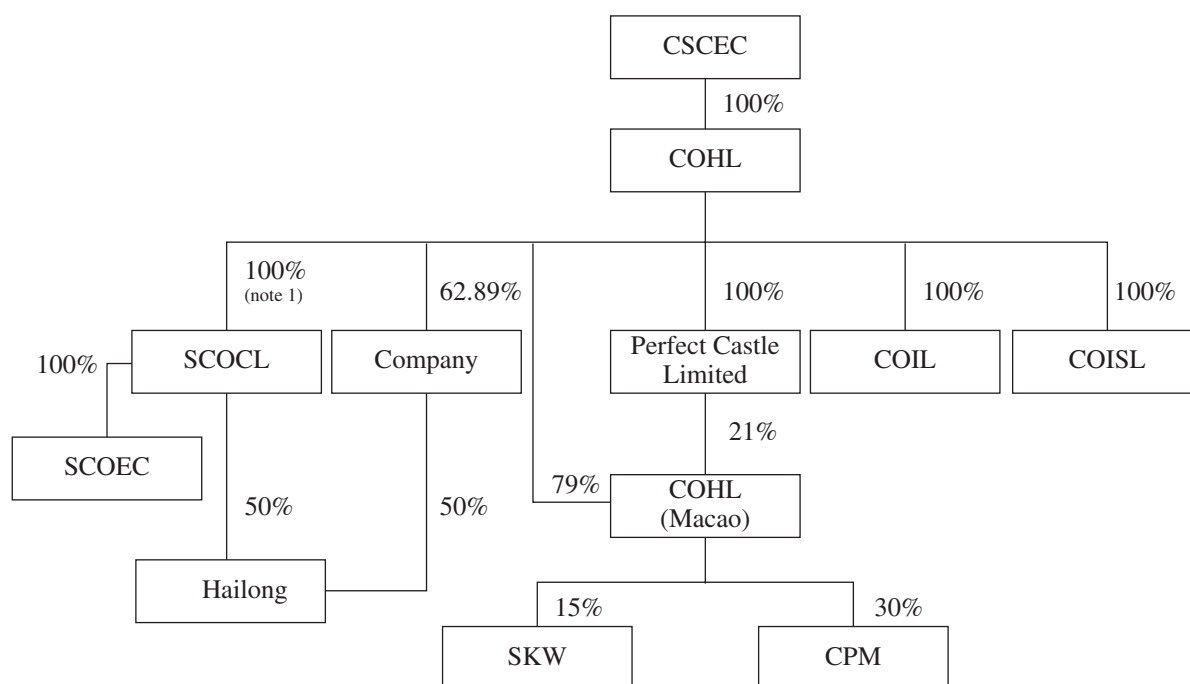 CSCEC
100%
COHL
100%
(note 1)
62.89%
100%
100%
100%
100%
SCOCL
Company
Perfect Castle
Limited
COIL
COISL
SCOEC
21%
50%
50%
79%
COHL
(Macao)
Hailong
15%
30%
SKW
CPM